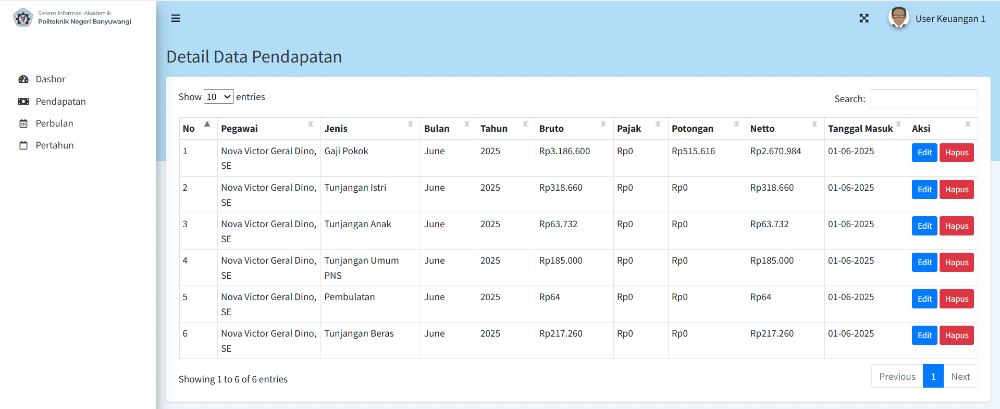 Sistem Informasi Akademik
Politeknik Negeri Banyuwangi
User Keuangan 1
Dasbor
Pendapatan
Perbulan
Pertahun
Detail Data Pendapatan
Show 10 entries
Search:
No Pegawai Jenis Bulan Tahun Bruto Pajak Potongan Netto Tanggal Masuk Aksi
1 Nova Victor Geral Dino, Gaji Pokok June 2025 Rp3.186.600 Rp0 Rp515.616 Rp2.670.984 01-06-2025 Edit Hapus
SE
2 Nova Victor Geral Dino, Tunjangan Istri June 2025 Rp318.660 Rp0 Rp0 Rp318.660 01-06-2025 Edit Hapus
SE
3 Nova Victor Geral Dino, Tunjangan Anak June 2025 Rp63.732 Rp0 Rp0 Rp63.732 01-06-2025 Edit Hapus
SE
4 Nova Victor Geral Dino, Tunjangan Umum June 2025 Rp185.000 Rp0 Rp0 Rp185.000 01-06-2025 Edit Hapus
SE PNS
5 Nova Victor Geral Dino, Pembulatan June 2025 Rp64 Rp0 Rp0 Rp64 01-06-2025 Edit Hapus
SE
6 Nova Victor Geral Dino, Tunjangan Beras June 2025 Rp217.260 Rp0 Rp0 Rp217.260 01-06-2025 Edit Hapus
SE
Showing 1 to 6 of 6 entries
Previous 1 Next